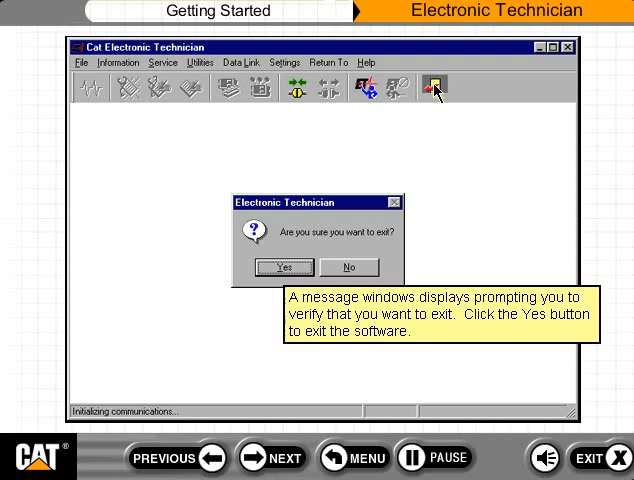 Getting Started
Electronic Technician
Cat Electronic Technician
File Information Service Utilities Data Link Settings Return To Help
Electronic Technician
? Are you sure you want to exit?
Yes No
A message windows displays prompting you to
verify that you want to exit. Click the Yes button
to exit the software.
Initializing communications...
CAT® PREVIOUS NEXT MENU PAUSE EXIT X